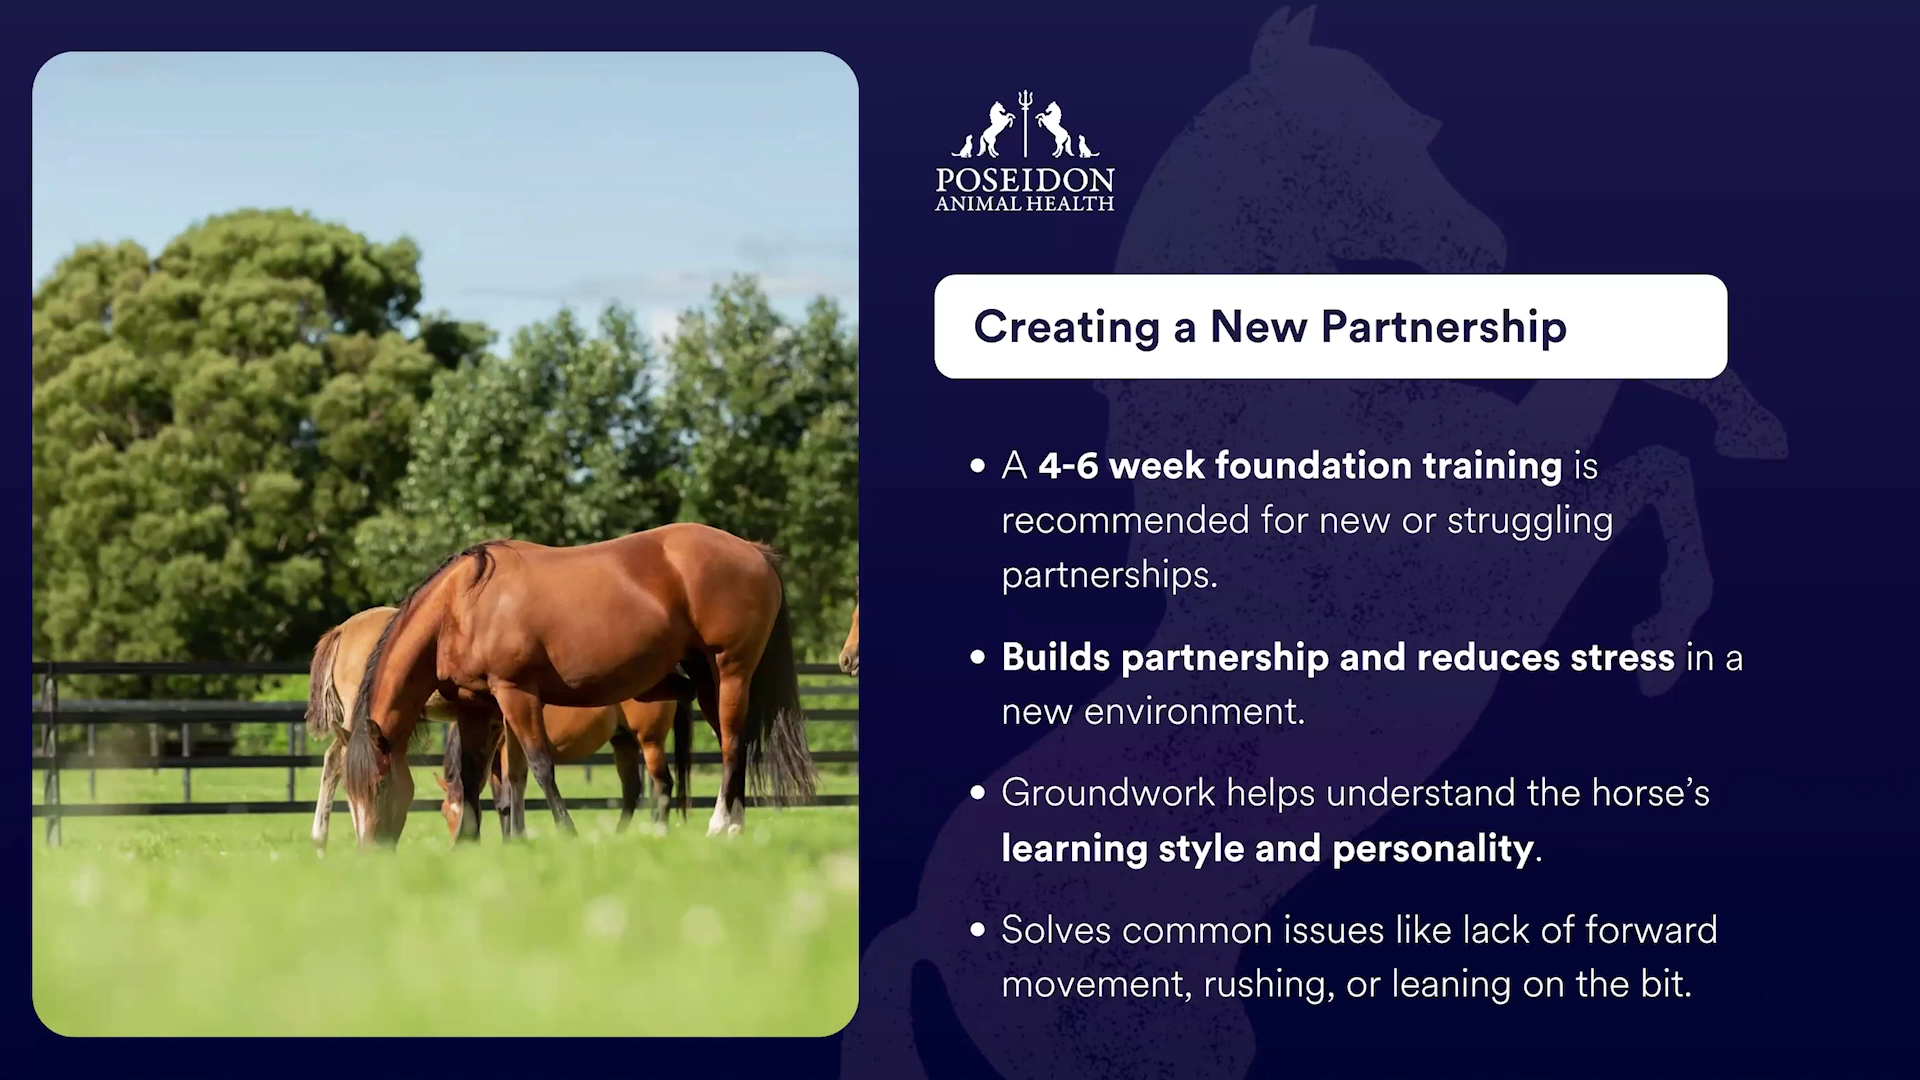 POSEIDON
ANIMAL HEALTH
Creating a New Partnership
• A 4-6 week foundation training is
recommended for new or struggling
partnerships.
• Builds partnership and reduces stress in a
new environment.
• Groundwork helps understand the horse’s
learning style and personality.
• Solves common issues like lack of forward
movement, rushing, or leaning on the bit.